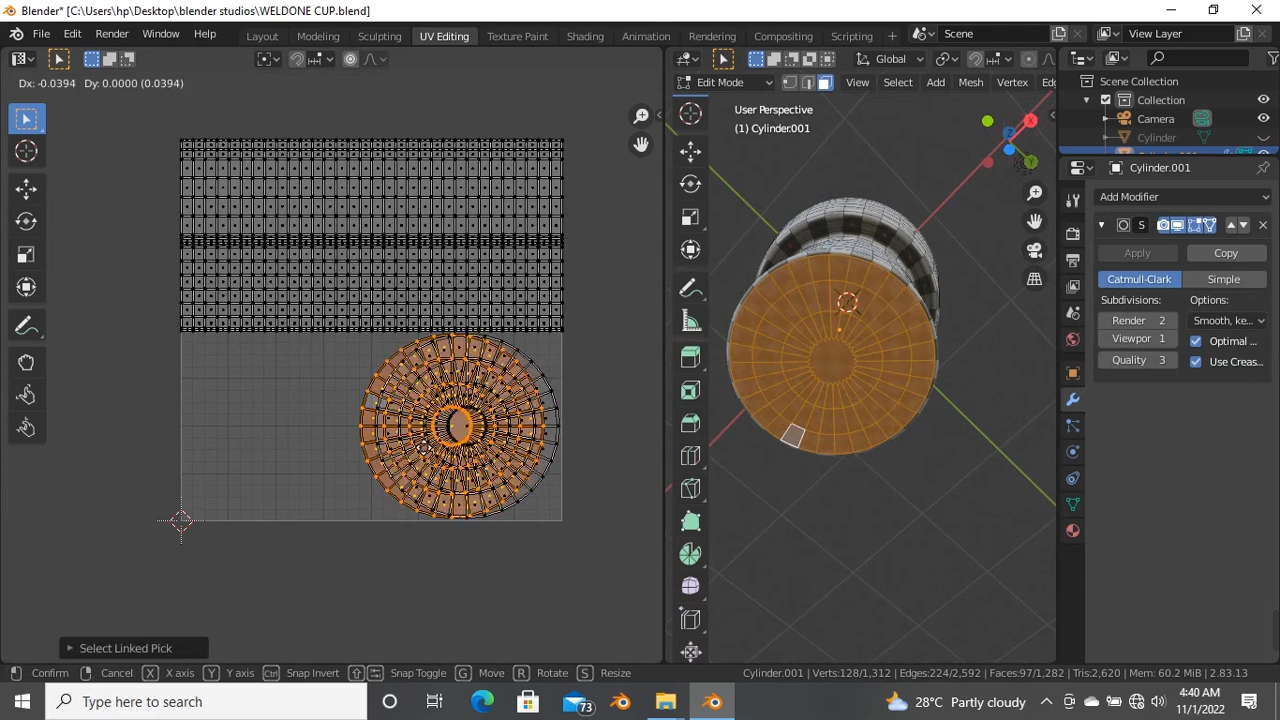 Blender* [C:\Users\hp\Desktop\blender studios\WELDONE CUP.blend]
File Edit Render Window Help Layout Modeling Sculpting UV Editing Texture Paint Shading Animation Rendering Compositing Scripting Scene View Layer
Global
Dx: -0.0394 Dy: 0.0000 (0.0394)
Edit Mode View Select Add Mesh Vertex Ed
Scene Collection
Collection
Camera
Cylinder
User Perspective
(1) Cylinder.001
X
Y
Z
Cylinder.001
Add Modifier
S
Apply Copy
Catmull-Clark Simple
Subdivisions: Options:
Render 2 Smooth, ke...
Viewpor 1 Optimal ...
Quality 3 Use Creas...
Select Linked Pick
Confirm Cancel X X axis Y Y axis Ctrl Snap Invert Snap Toggle G Move R Rotate S Resize Cylinder.001 | Verts:128/1,312 | Edges:224/2,592 | Faces:97/1,282 | Tris:2,620 | Mem: 60.2 MiB | 2.83.13
Type here to search
73
28°C Partly cloudy
4:40 AM
11/1/2022